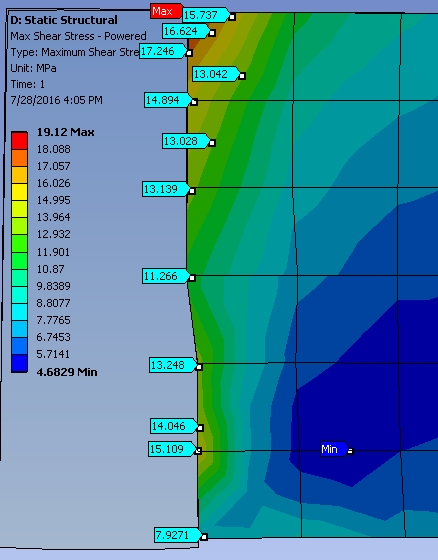 D: Static Structural
Max Shear Stress - Powered
Type: Maximum Shear Stre
Unit: MPa
Time: 1
7/28/2016 4:05 PM
Max
15.737
16.624
17.246
13.042
14.894
13.028
13.139
11.266
13.248
14.046
15.109
Min
7.9271
19.12 Max
18.088
17.057
16.026
14.995
13.964
12.932
11.901
10.87
9.8389
8.8077
7.7765
6.7453
5.7141
4.6829 Min